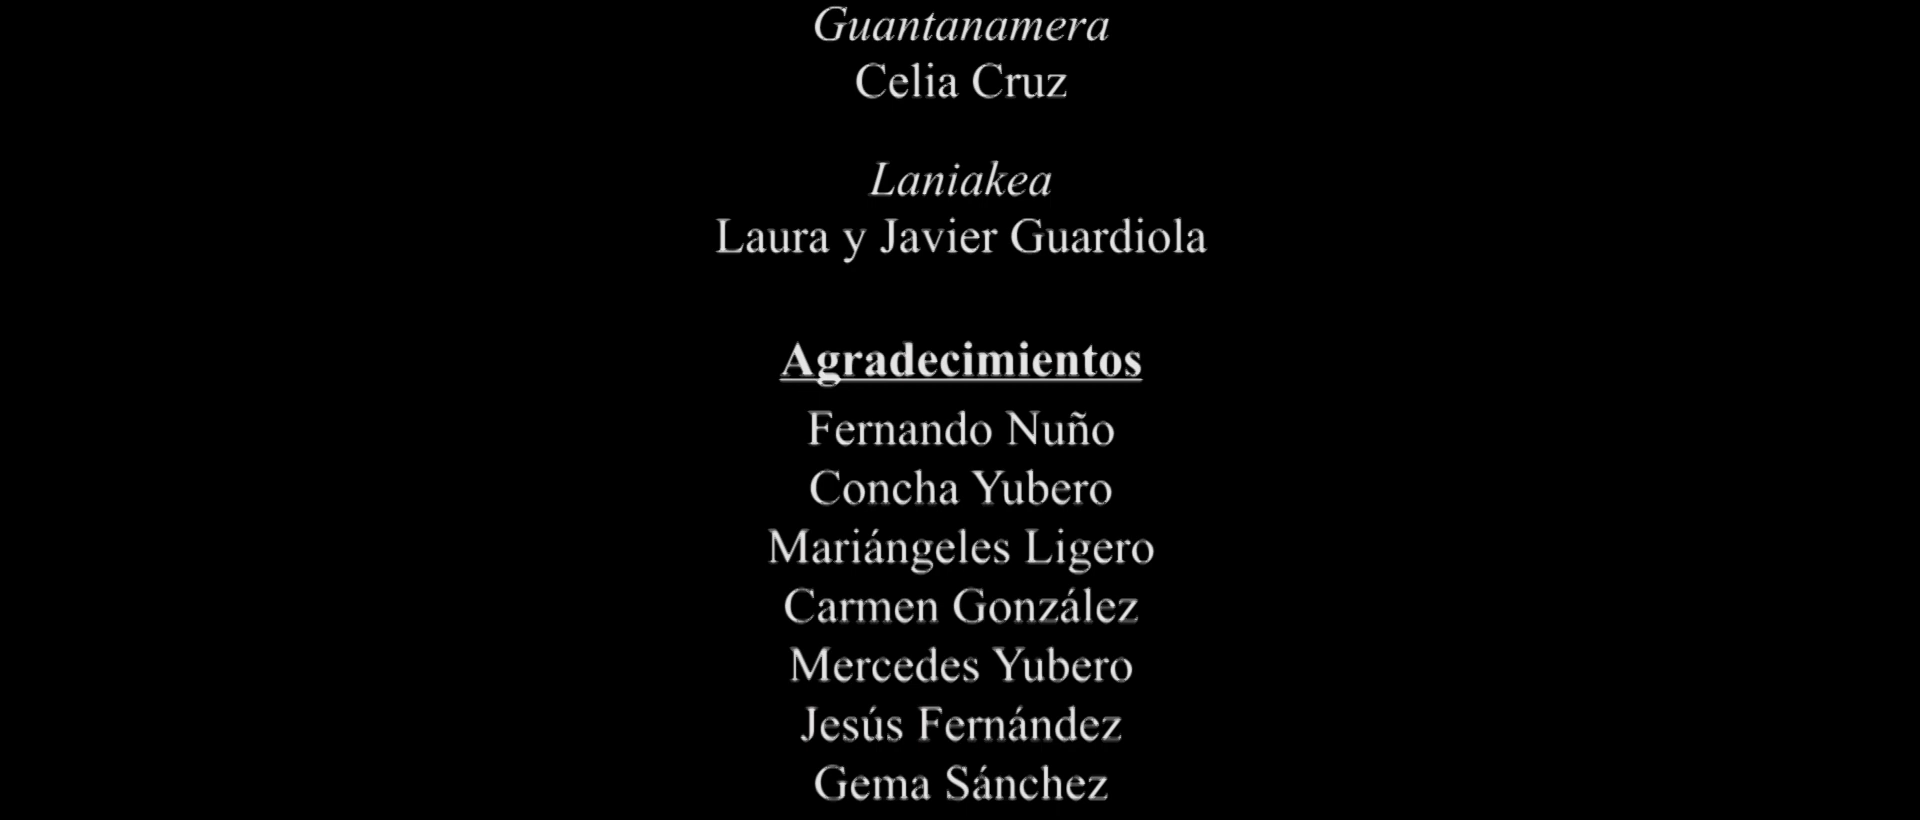 Guantanamera
Celia Cruz
Laniakea
Laura y Javier Guardiola
Agradecimientos
Fernando Nuño
Concha Yubero
Mariángeles Ligero
Carmen González
Mercedes Yubero
Jesús Fernández
Gema Sánchez